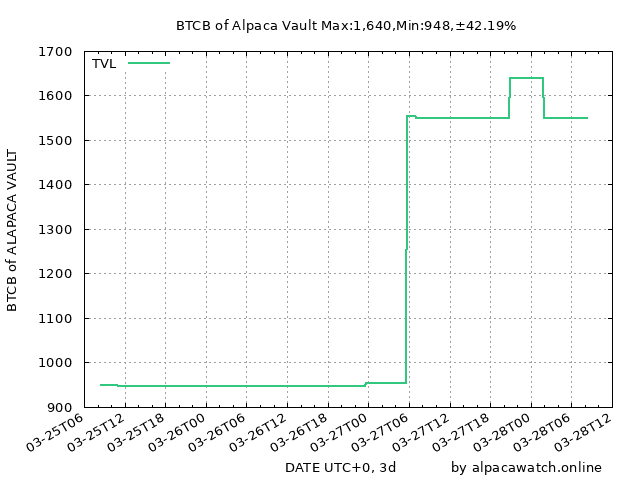 BTCB of Alpaca Vault Max:1,640,Min:948,±42.19%
TVL
1700
1600
1500
1400
1300
1200
1100
1000
900
BTCB of ALAPACA VAULT
03-25T06
03-25T12
03-25T18
03-26T00
03-26T06
03-26T12
03-26T18
03-27T00
03-27T06
03-27T12
03-27T18
03-28T00
03-28T06
03-28T12
DATE UTC+0, 3d
by alpacawatch.online